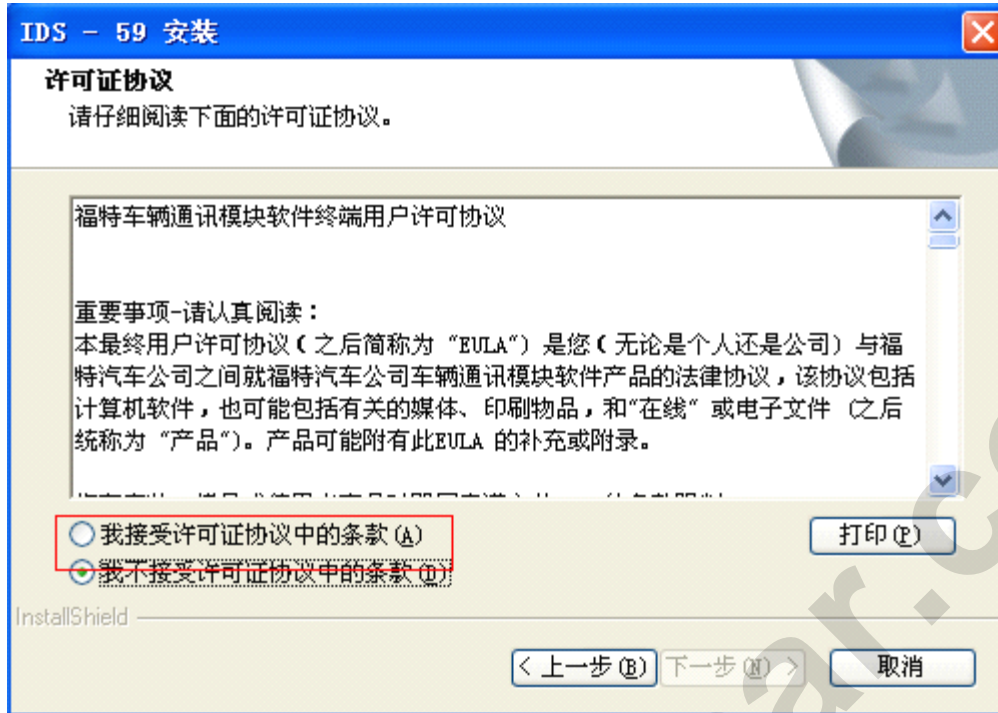 IDS - 59 安装
许可证协议
请仔细阅读下面的许可证协议。
福特车辆通讯模块软件终端用户许可协议
重要事项-请认真阅读：
本最终用户许可协议（之后简称为 “EULA”）是您（无论是个人还是公司）与福
特汽车公司之间就福特汽车公司车辆通讯模块软件产品的法律协议，该协议包括
计算机软件，也可能包括有关的媒体、印刷物品，和“在线” 或电子文件 （之后
统称为 “产品”）。产品可能附有此EULA 的补充或附录。
我接受许可证协议中的条款(A)
打印(P)
我不接受许可证协议中的条款(D)
InstallShield
< 上一步(B)
下一步(N) >
取消